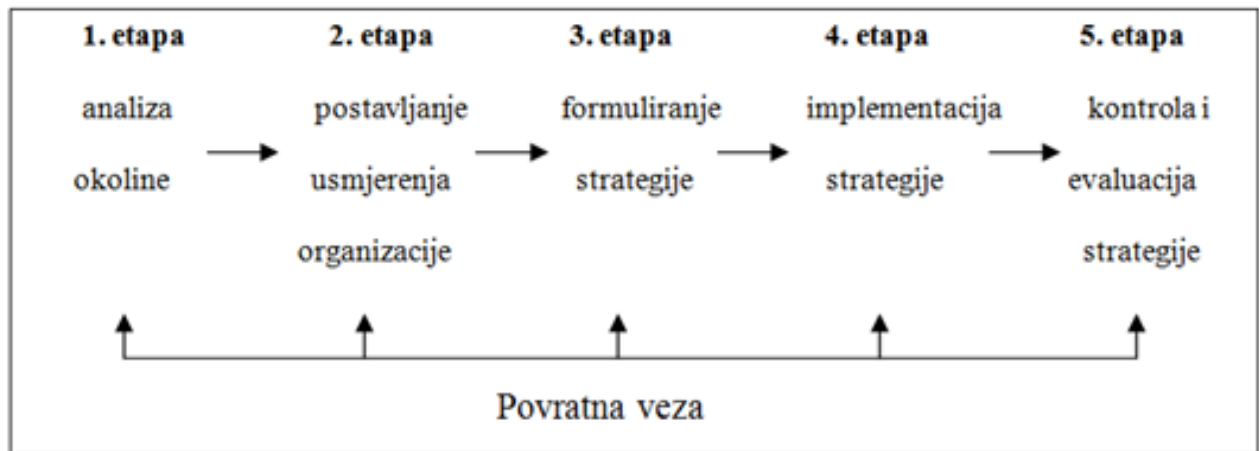 1. etapa 2. etapa 3. etapa 4. etapa 5. etapa
analiza postavljanje formuliranje implementacija kontrola i
okoline usmjerenja strategije strategije evaluacija
organizacije strategije
Povratna veza